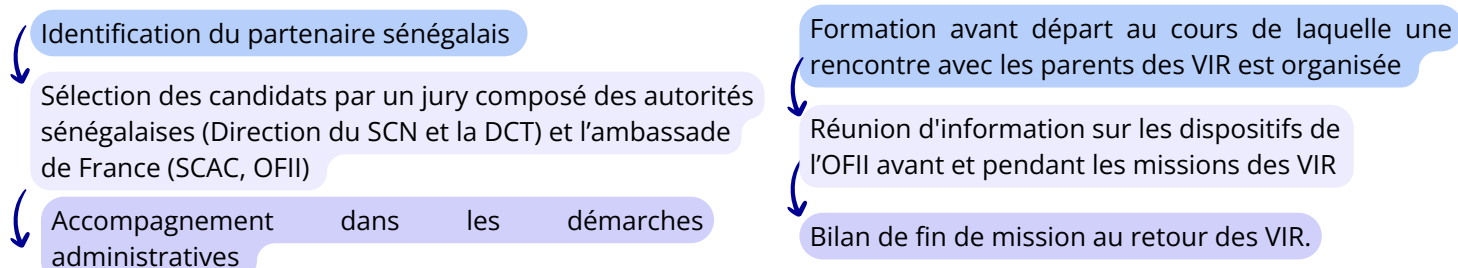 Identification du partenaire sénégalais
Sélection des candidats par un jury composé des autorités
sénégalaises (Direction du SCN et la DCT) et l’ambassade
de France (SCAC, OFII)
Accompagnement dans les démarches
administratives
Formation avant départ au cours de laquelle une
rencontre avec les parents des VIR est organisée
Réunion d'information sur les dispositifs de
l’OFII avant et pendant les missions des VIR
Bilan de fin de mission au retour des VIR.